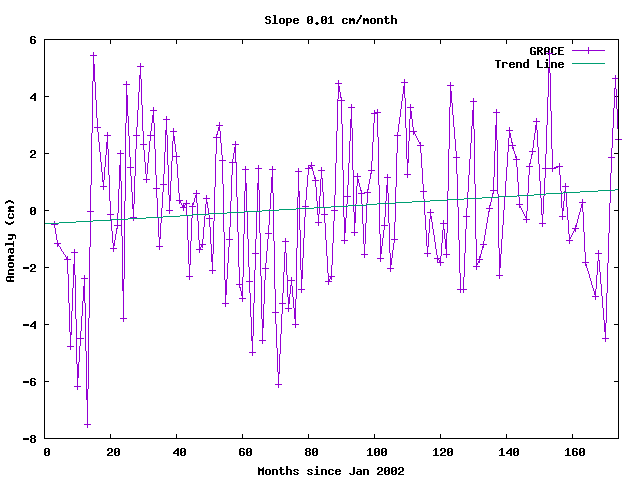 Slope 0.01 cm/month
GRACE
Trend Line
6
4
2
0
-2
-4
-6
-8
Anomaly (cm)
0 20 40 60 80 100 120 140 160
Months since Jan 2002